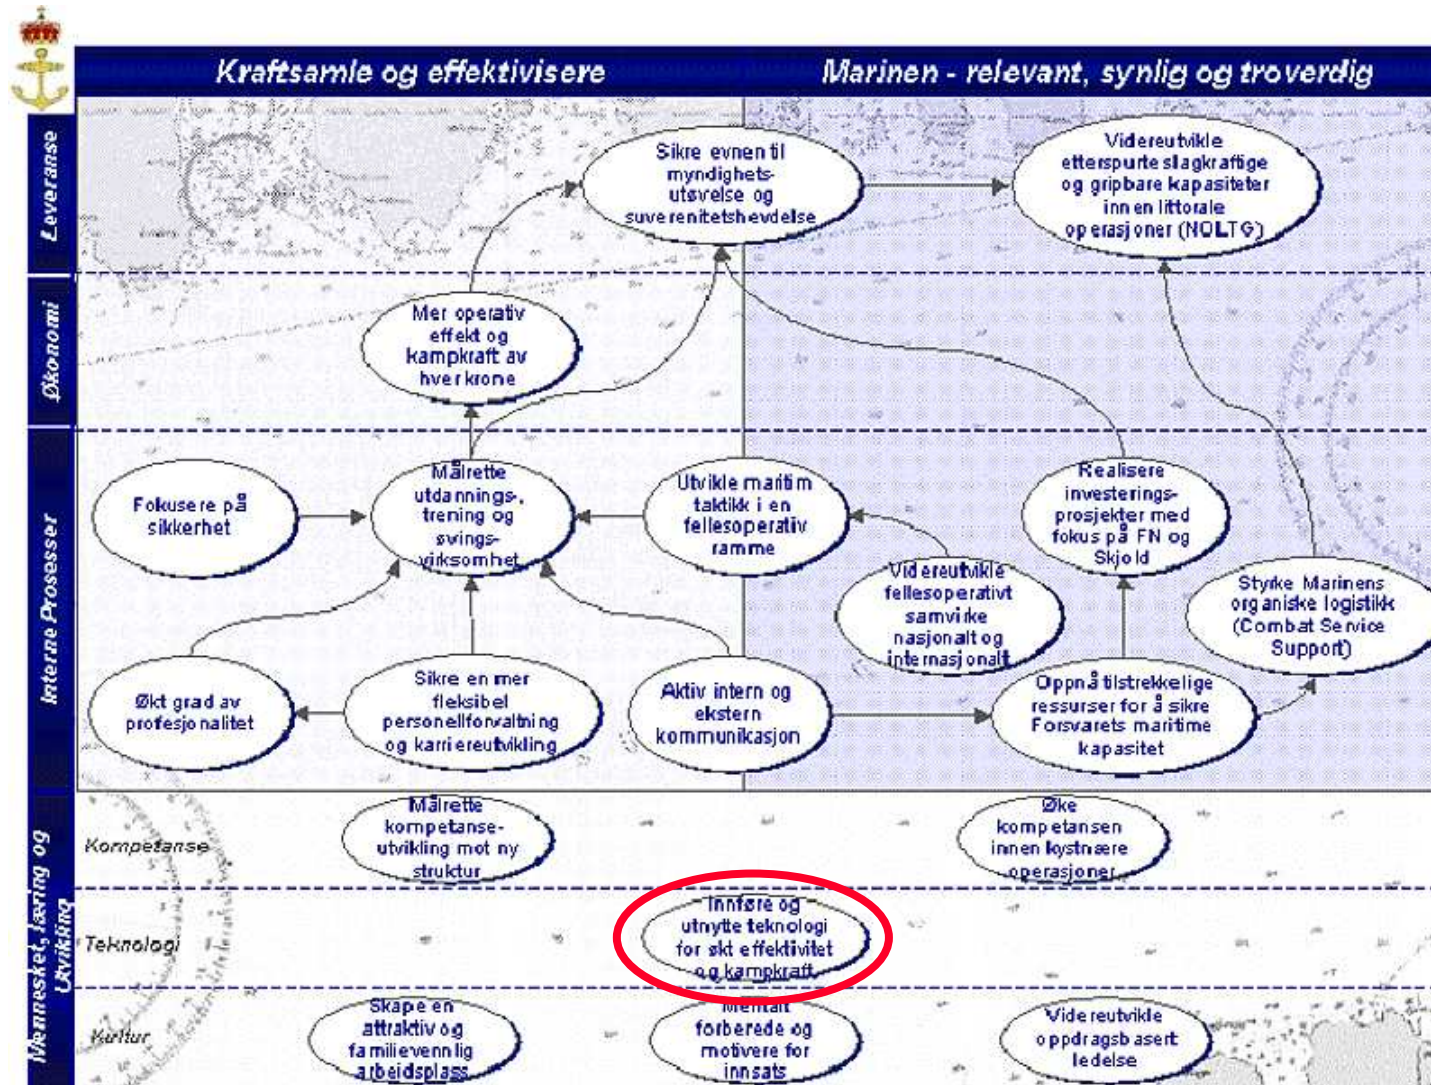 Kraftsamle og effektivisere
Marinen - relevant, synlig og troverdig
Leveranse
Sikre evnen til
myndighets-
utøvelse og
suverenitetshevdelse
Videreutvikle
etterspurte slagkraftige
og gripbare kapasiteter
innen littorale
operasjoner (NOLTG)
Økonomi
Mer operativ
effekt og
kampkraft av
hver krone
Interne Prosesser
Fokusere på
sikkerhet
Målrette
utdannings-,
trening og
øvings-
virksomhet
Utvikle maritim
taktikk i en
fellesoperativ
ramme
Realisere
investerings-
prosjekter med
fokus på FN og
Skjold
Videreutvikle
fellesoperativt
samvirke
nasjonalt og
internasjonalt
Styrke Marinens
organiske logistikk
(Combat Service
Support)
Økt grad av
profesjonalitet
Sikre en mer
fleksibel
personellforvaltning
og karriereutvikling
Aktiv intern og
ekstern
kommunikasjon
Oppnå tilstrekkelige
ressurser for å sikre
Forsvarets maritime
kapasitet
Mennesket, læring og
Utvikling
Kompetanse
Målrette
kompetanse-
utvikling mot ny
struktur
Øke
kompetansen
innen kystnære
operasjoner
Teknologi
Innføre og
utnytte teknologi
for økt effektivitet
og kampkraft
Kultur
Skape en
attraktiv og
familievennlig
arbeidsplass
Mentalt
forberede og
motivere for
innsats
Videreutvikle
oppdragsbasert
ledelse